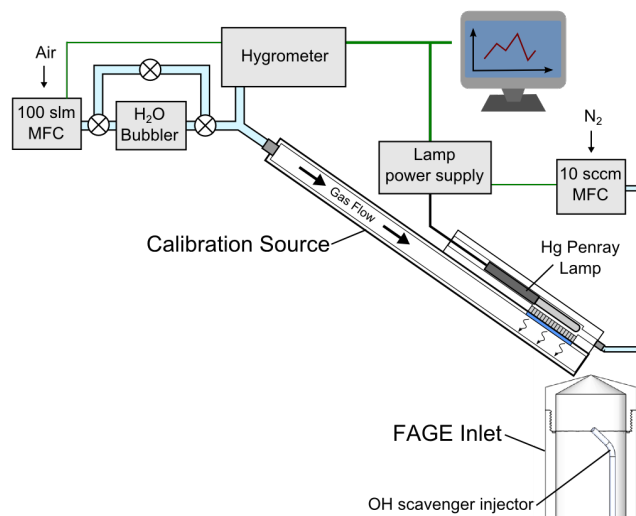 Air
Hygrometer
100 slm
MFC
H₂O
Bubbler
N₂
Lamp
power supply
10 sccm
MFC
Gas Flow
Calibration Source
Hg Penray
Lamp
FAGE Inlet
OH scavenger injector